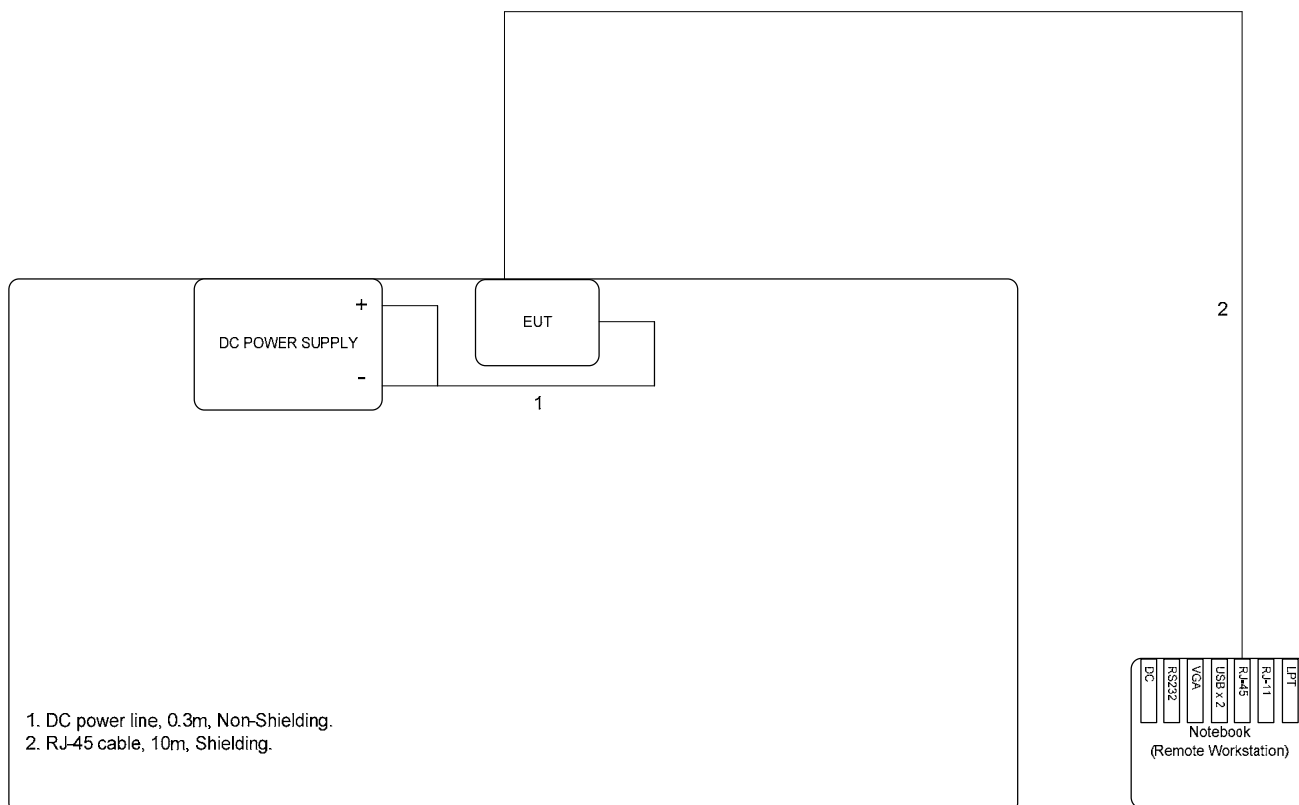 2
+
EUT
DC POWER SUPPLY
-
1
DC
RS232
VGA
USB x 2
RJ-45
RJ-11
LPT
Notebook
(Remote Workstation)
1. DC power line, 0.3m, Non-Shielding.
2. RJ-45 cable, 10m, Shielding.